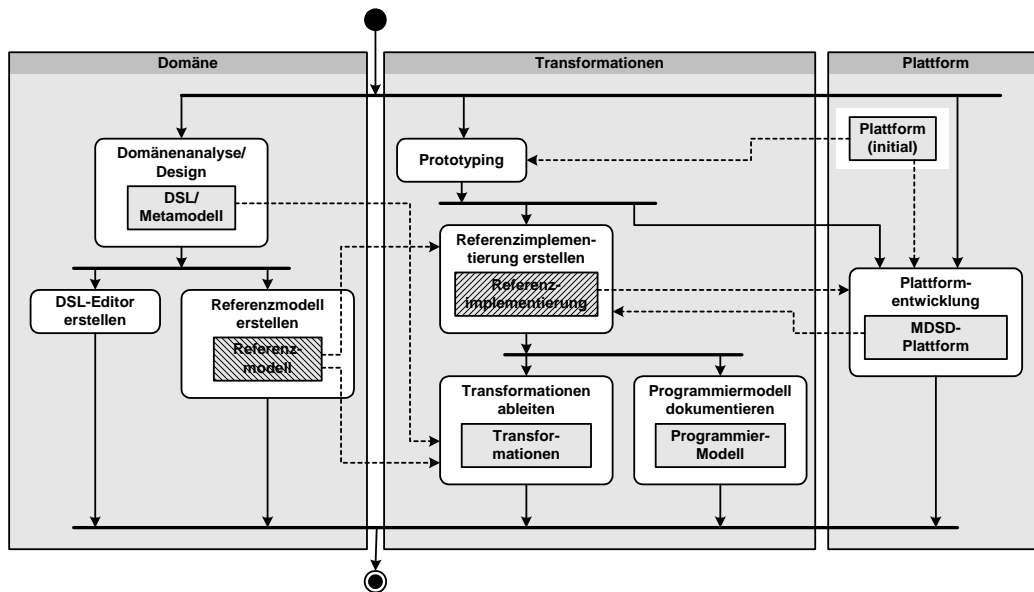 Domäne
Transformationen
Plattform
Domänenanalyse/
Design
DSL/
Metamodell
Prototyping
Plattform
(initial)
Referenzimplemen-
tierung erstellen
Referenz-
implementierung
Plattform-
entwicklung
MDSD-
Plattform
DSL-Editor
erstellen
Referenzmodell
erstellen
Referenz-
modell
Transformationen
ableiten
Transfor-
mationen
Programmiermodell
dokumentieren
Programmier-
Modell